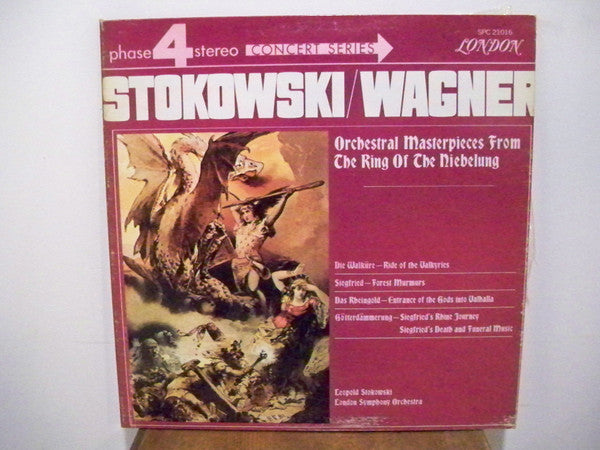 SPC 21016
phase 4 stereo CONCERT SERIES LONDON
STOKOWSKI/WAGNER
Orchestral Masterpieces From
The Ring Of The Niebelung
Die Walküre—Ride of the Valkyries
Siegfried—Forest Murmurs
Das Rheingold—Entrance of the Gods into Valhalla
Götterdämmerung—Siegfried's Rhine Journey
Siegfried's Death and Funeral Music
Leopold Stokowski
London Symphony Orchestra